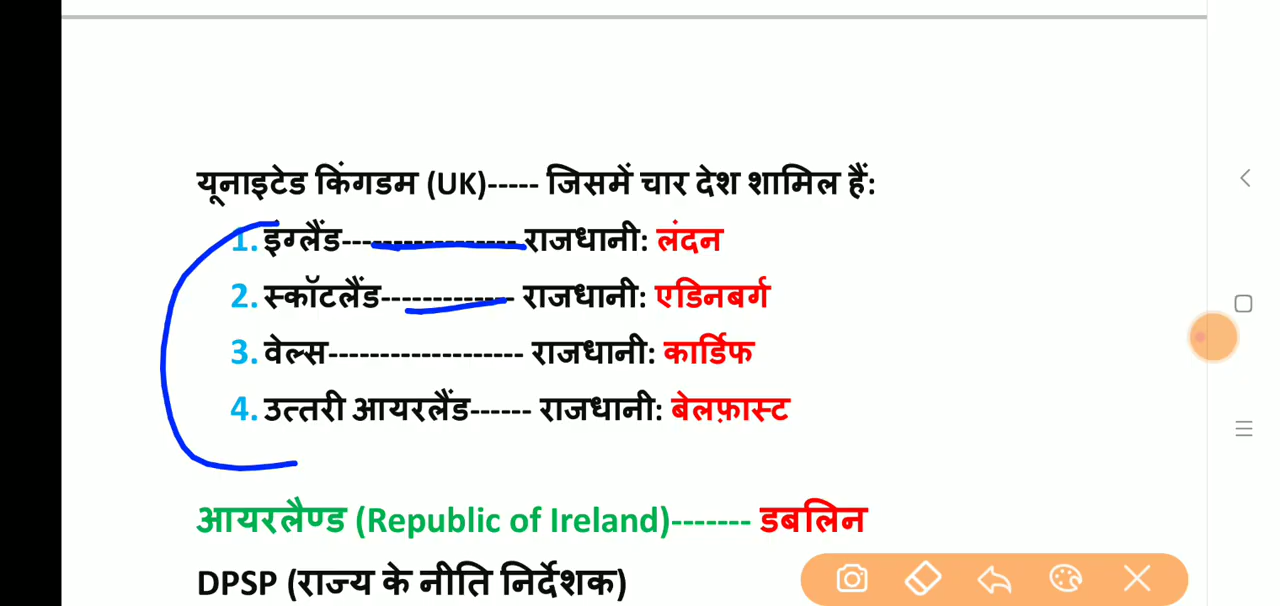 यूनाइटेड किंगडम (UK)----- जिसमें चार देश शामिल हैं:
1. इंग्लैंड----------------- राजधानी: लंदन
2. स्कॉटलैंड------------- राजधानी: एडिनबर्ग
3. वेल्स------------------- राजधानी: कार्डिफ
4. उत्तरी आयरलैंड------ राजधानी: बेलफ़ास्ट
आयरलैण्ड (Republic of Ireland)------- डबलिन
DPSP (राज्य के नीति निर्देशक)